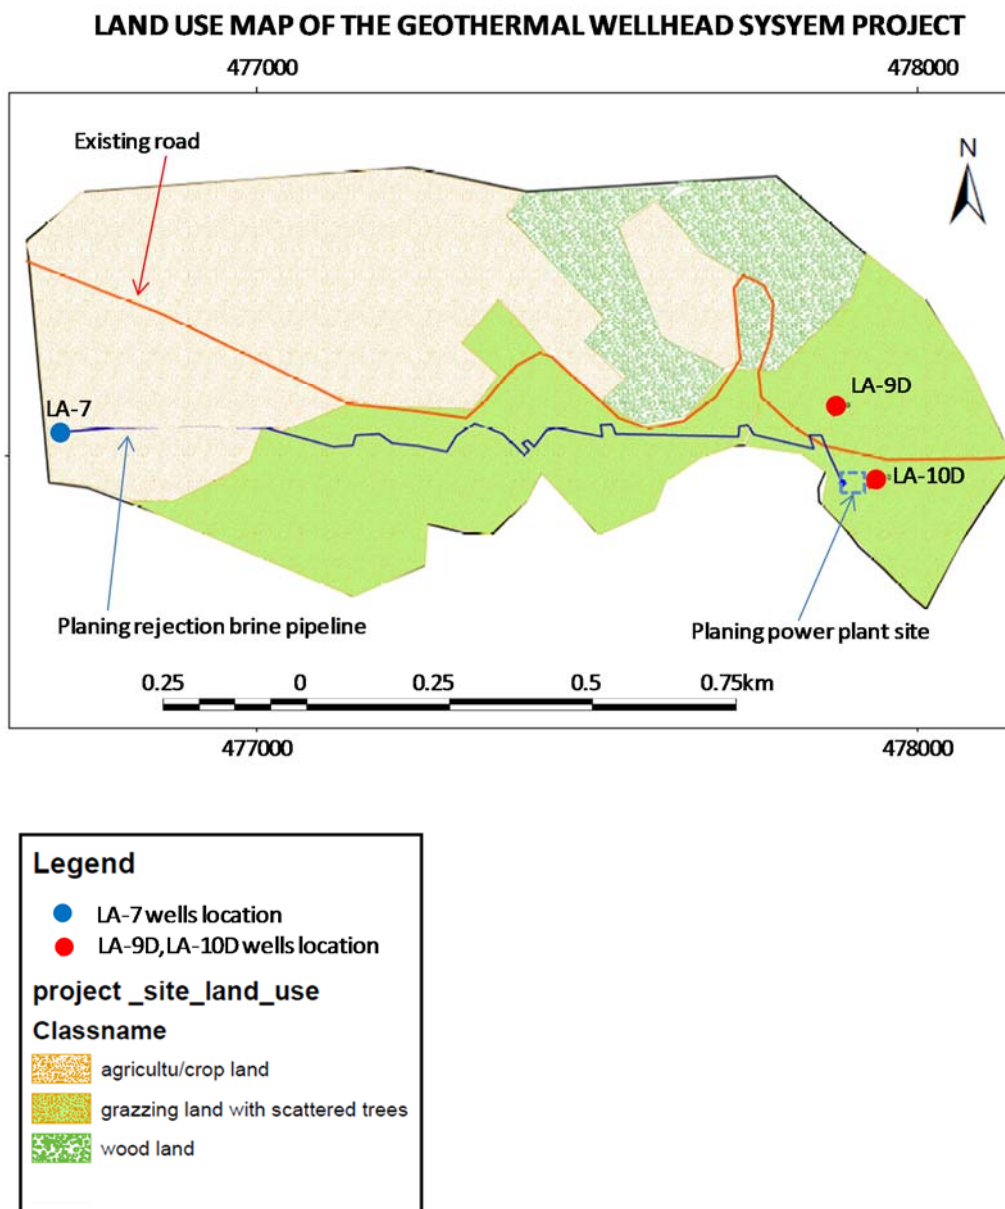 LAND USE MAP OF THE GEOTHERMAL WELLHEAD SYSYEM PROJECT
477000 478000
Existing road
N
LA-9D
LA-7
LA-10D
Planing rejection brine pipeline
Planing power plant site
0.25 0 0.25 0.5 0.75km
477000 478000
Legend
LA-7 wells location
LA-9D, LA-10D wells location
project _site_land_use
Classname
agricultu/crop land
grazzing land with scattered trees
wood land